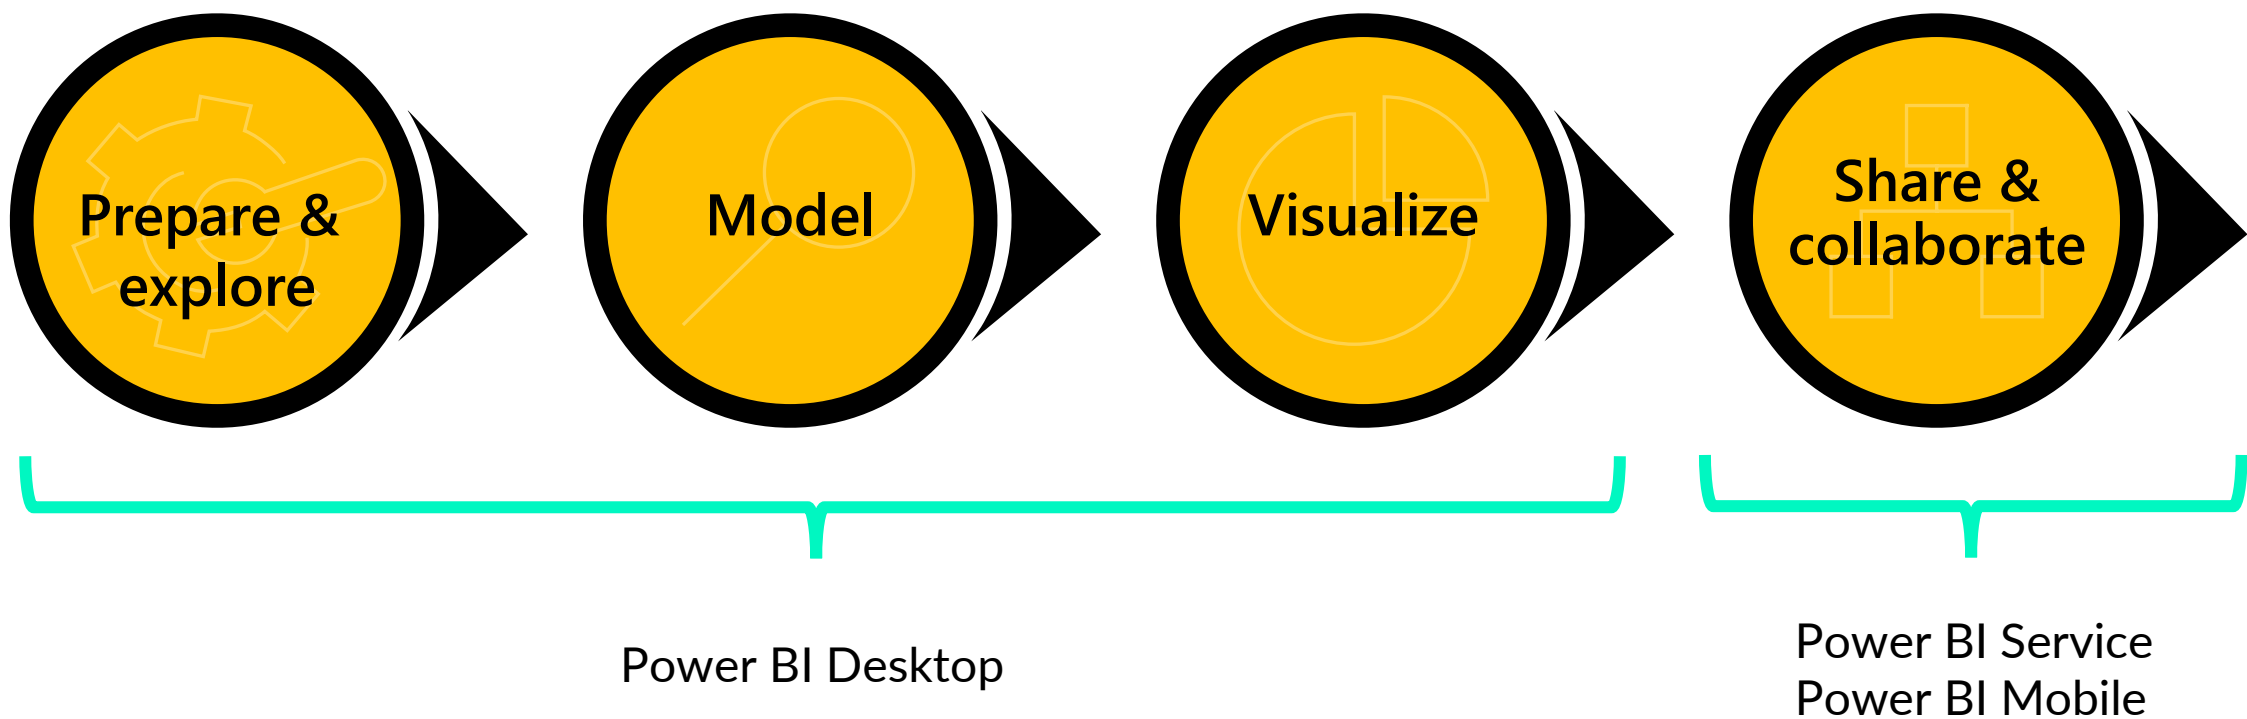 Prepare &
explore
Model
Visualize
Share &
collaborate
Power BI Desktop
Power BI Service
Power BI Mobile